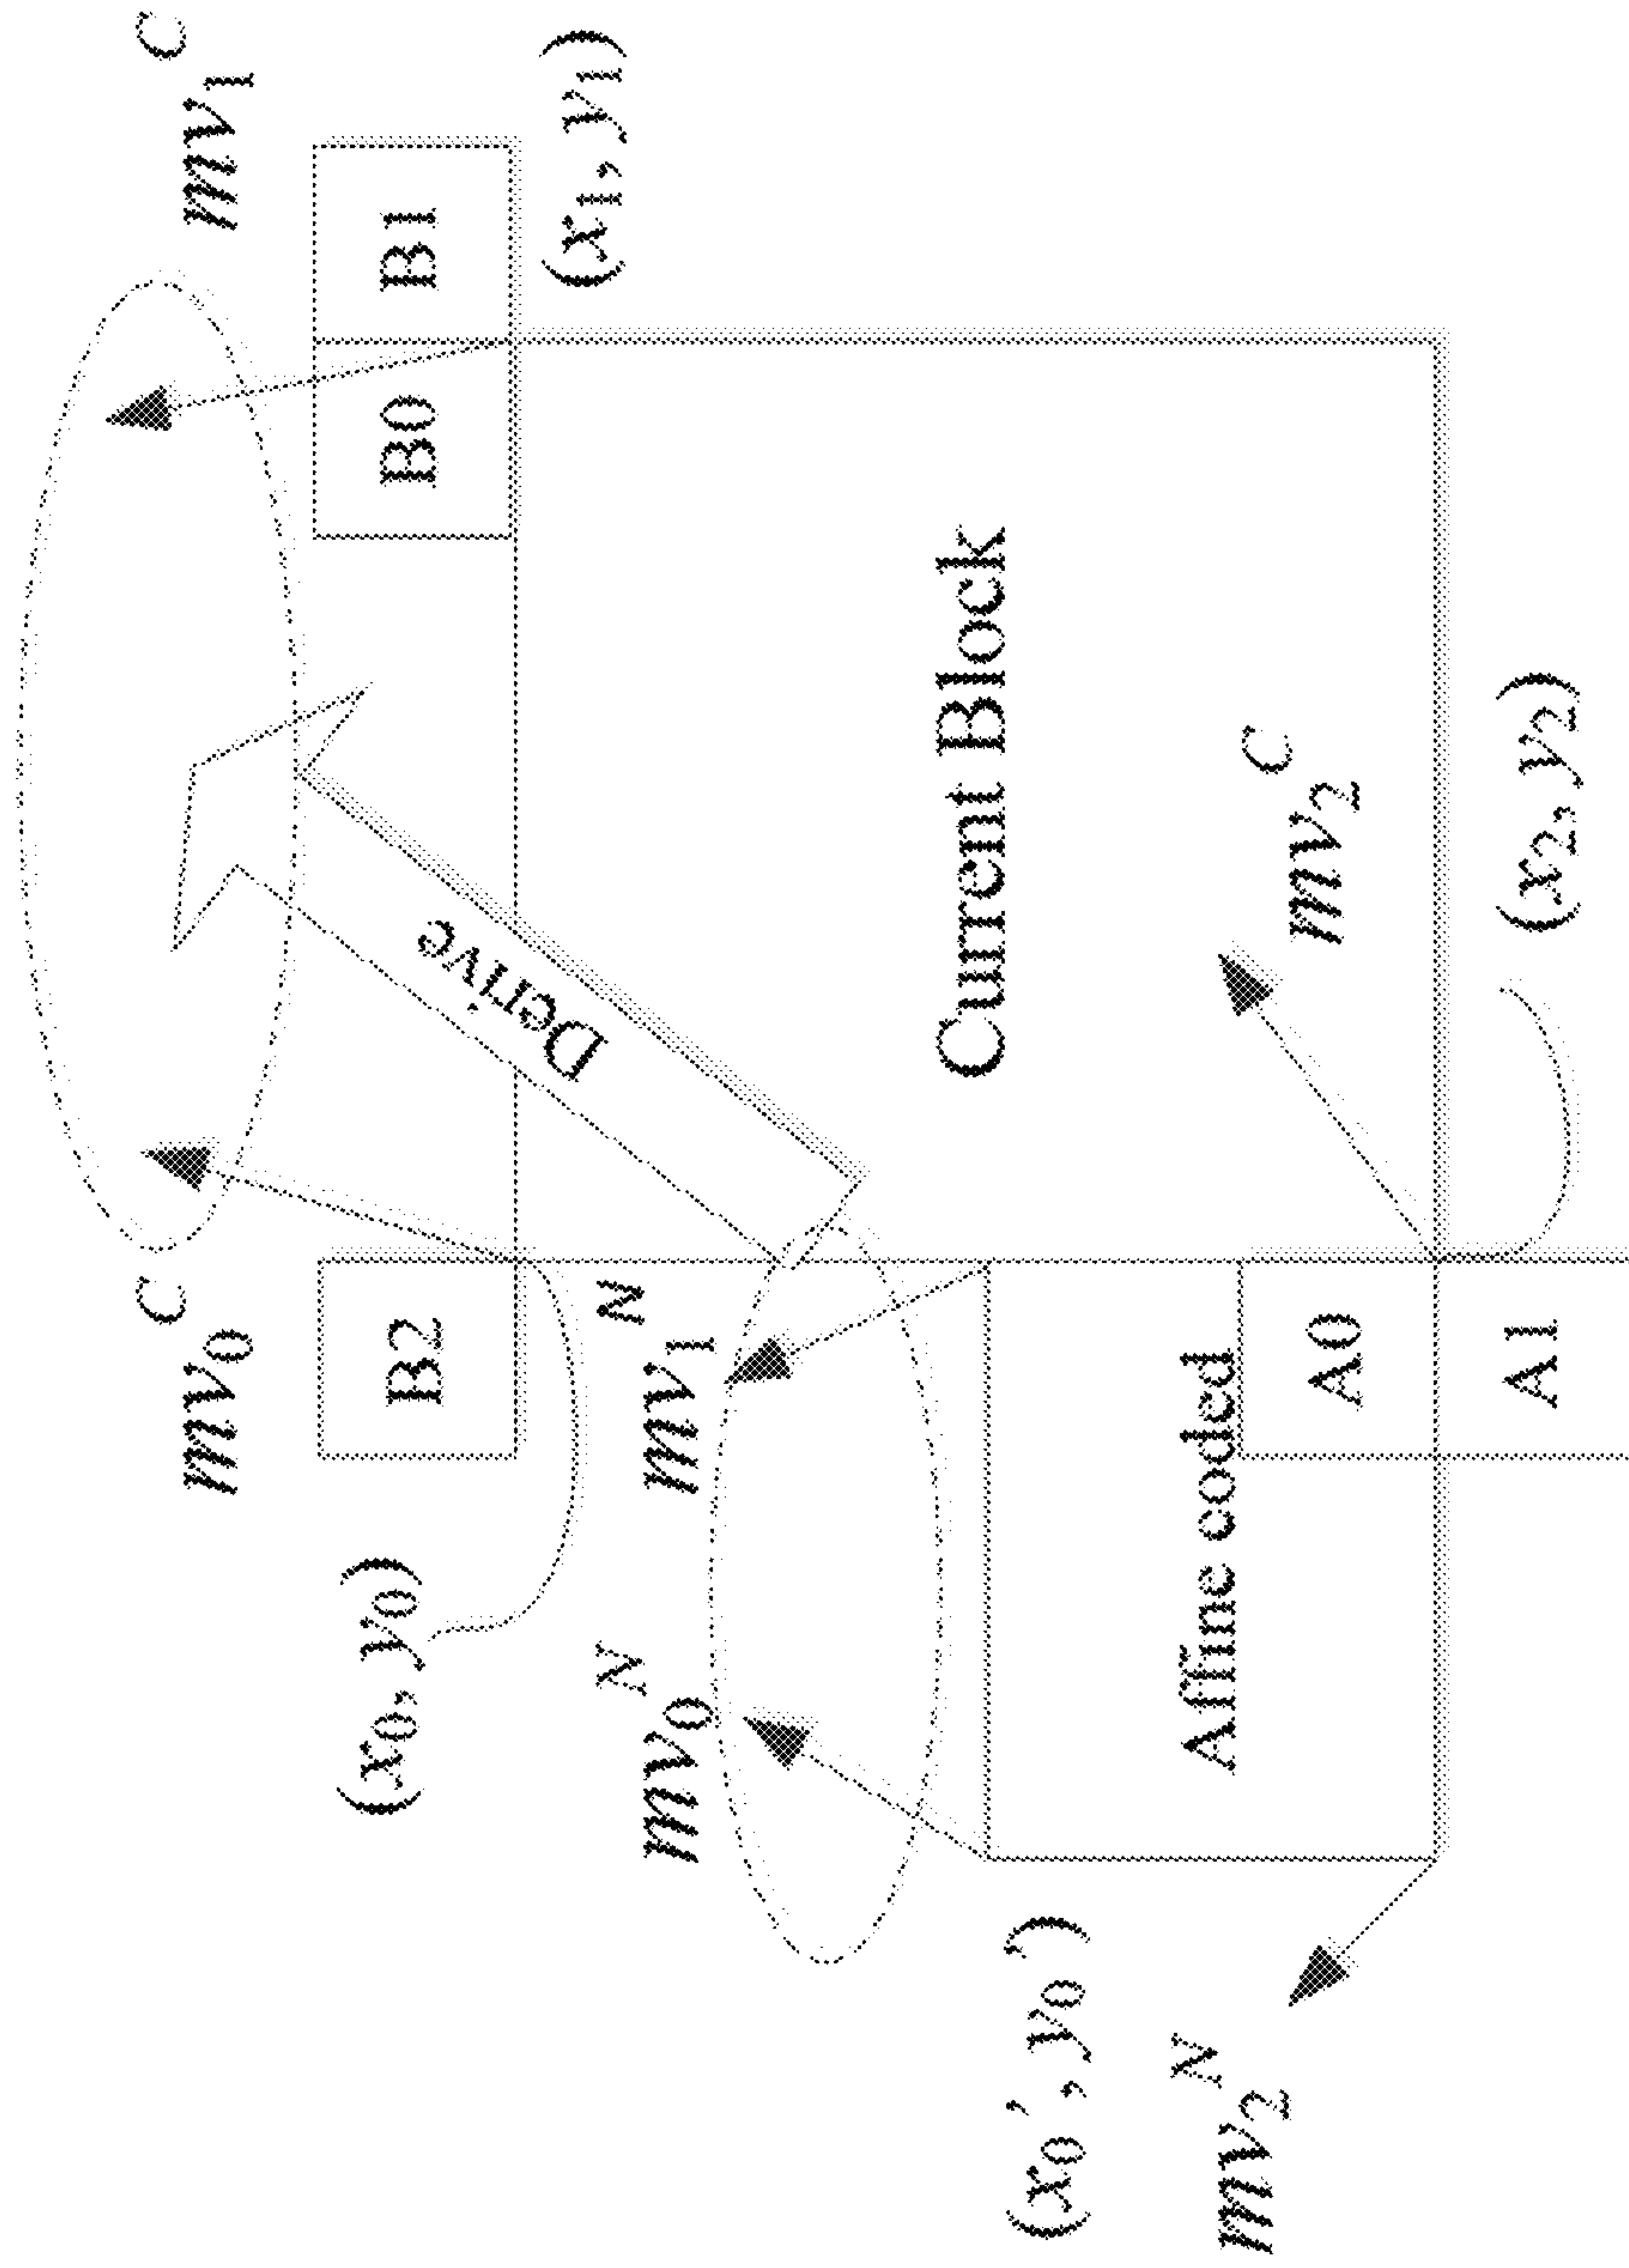 mv₀ᶜ
mv₁ᶜ
(x₀, y₀)
B2
B0
B1
(x₁, y₁)
Derive
mv₀ᴺ
mv₁ᴺ
Current Block
(x₀', y₀')
Affine coded
mv₂ᴺ
mv₂ᶜ
A0
A1
(x₂, y₂)